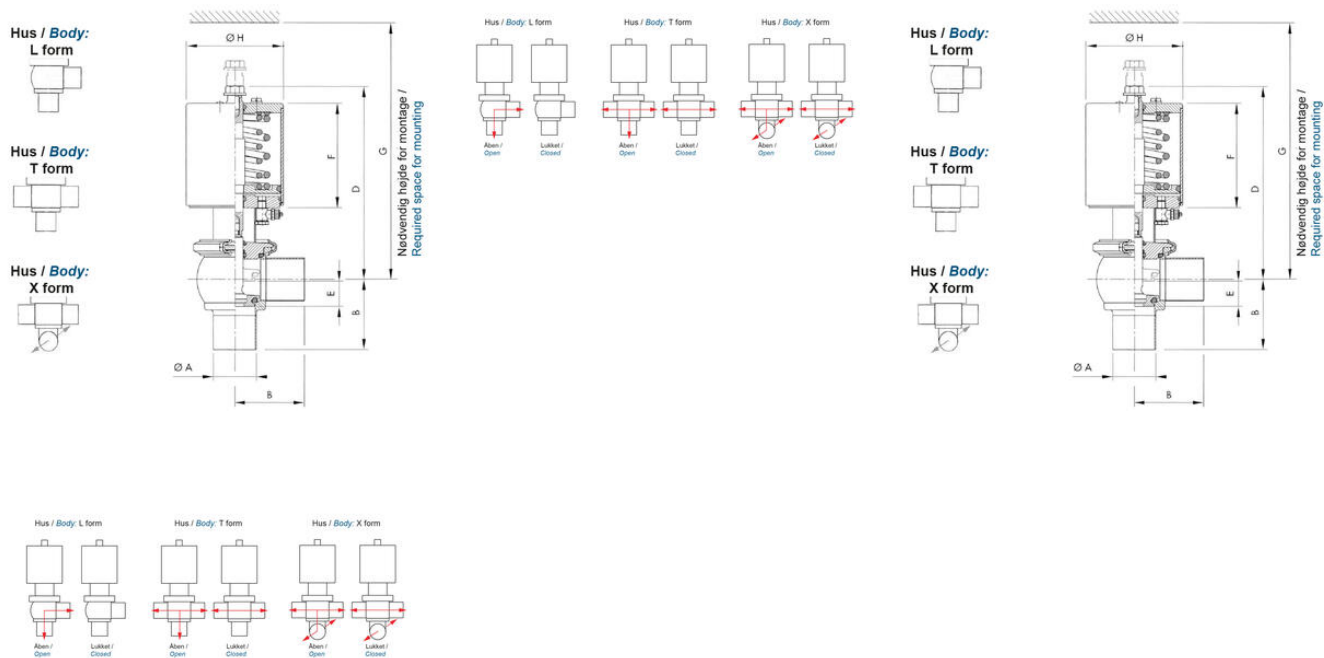 Hus / Body:
L form
Hus / Body:
T form
Hus / Body:
X form
Ø H
F
D
G
E
B
Ø A
B
Nødvendig højde for montage /
Required space for mounting
Hus / Body: L form
Hus / Body: T form
Hus / Body: X form
Åben /
Open
Lukket /
Closed
Åben /
Open
Lukket /
Closed
Åben /
Open
Lukket /
Closed
Hus / Body:
L form
Hus / Body:
T form
Hus / Body:
X form
Ø H
F
D
G
E
B
Ø A
B
Nødvendig højde for montage /
Required space for mounting
Hus / Body: L form
Hus / Body: T form
Hus / Body: X form
Åben /
Open
Lukket /
Closed
Åben /
Open
Lukket /
Closed
Åben /
Open
Lukket /
Closed